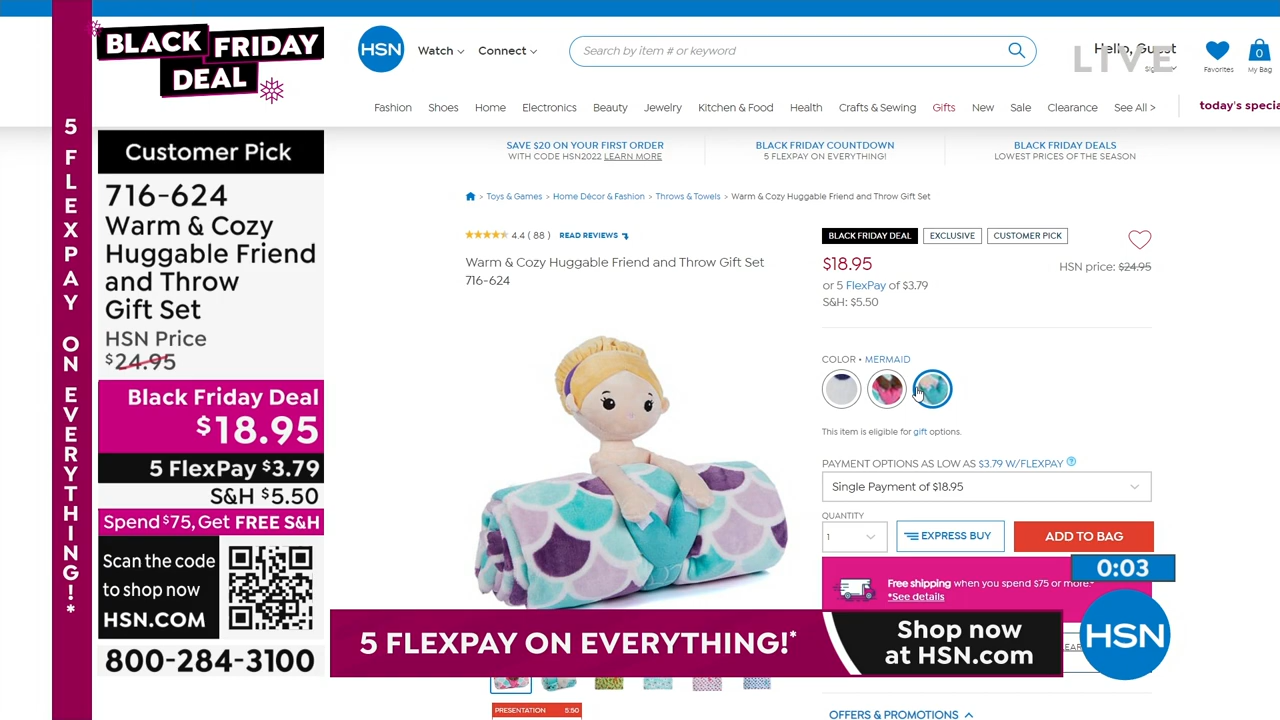 BLACK FRIDAY
DEAL
5 FLEXPAY ON EVERYTHING!*
Customer Pick
716-624
Warm & Cozy
Huggable Friend
and Throw
Gift Set
HSN Price
$24.95
Black Friday Deal
$18.95
5 FlexPay $3.79
S&H $5.50
Spend $75, Get FREE S&H
Scan the code
to shop now
HSN.COM
800-284-3100
HSN
Watch
Connect
Search by item # or keyword
Hello, Guest
LIVE
Favorites
0
My Bag
Fashion Shoes Home Electronics Beauty Jewelry Kitchen & Food Health Crafts & Sewing Gifts New Sale Clearance See All >
today's specia
SAVE $20 ON YOUR FIRST ORDER
WITH CODE HSN2022 LEARN MORE
BLACK FRIDAY COUNTDOWN
5 FLEXPAY ON EVERYTHING!
BLACK FRIDAY DEALS
LOWEST PRICES OF THE SEASON
> Toys & Games > Home Décor & Fashion > Throws & Towels > Warm & Cozy Huggable Friend and Throw Gift Set
4.4 ( 88 ) READ REVIEWS
Warm & Cozy Huggable Friend and Throw Gift Set
716-624
BLACK FRIDAY DEAL EXCLUSIVE CUSTOMER PICK
$18.95
HSN price: $24.95
or 5 FlexPay of $3.79
S&H: $5.50
COLOR • MERMAID
This item is eligible for gift options.
PAYMENT OPTIONS AS LOW AS $3.79 W/FLEXPAY ?
Single Payment of $18.95
QUANTITY
1
EXPRESS BUY
ADD TO BAG
0:03
Free shipping when you spend $75 or more.*
*See details
5 FLEXPAY ON EVERYTHING!*
Shop now
at HSN.com
HSN
PRESENTATION 5:50
OFFERS & PROMOTIONS